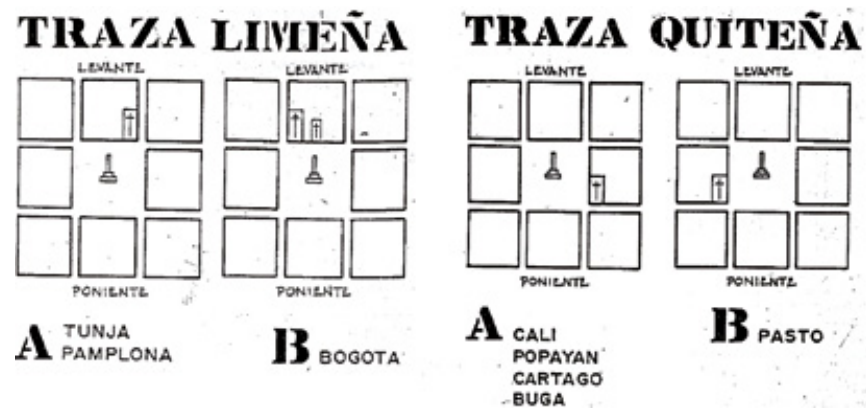 TRAZA LIMEÑA
LEVANTE LEVANTE
PONIENTE PONIENTE
A TUNJA
PAMPLONA
B BOGOTA
TRAZA QUITEÑA
LEVANTE LEVANTE
PONIENTE PONIENTE
A CALI
POPAYAN
CARTAGO
BUGA
B PASTO